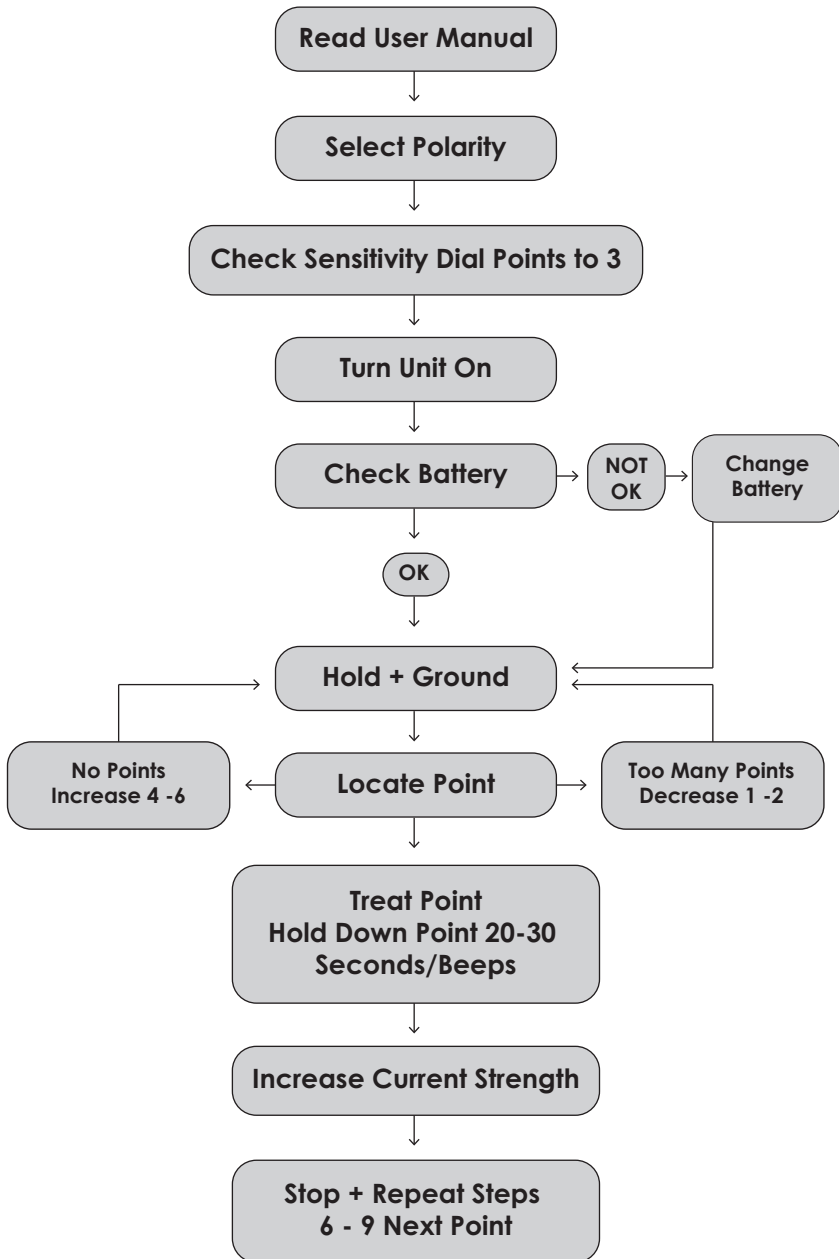 Read User Manual
Select Polarity
Check Sensitivity Dial Points to 3
Turn Unit On
Check Battery
NOT
OK
Change
Battery
OK
Hold + Ground
No Points
Increase 4 -6
Locate Point
Too Many Points
Decrease 1 -2
Treat Point
Hold Down Point 20-30
Seconds/Beeps
Increase Current Strength
Stop + Repeat Steps
6 - 9 Next Point